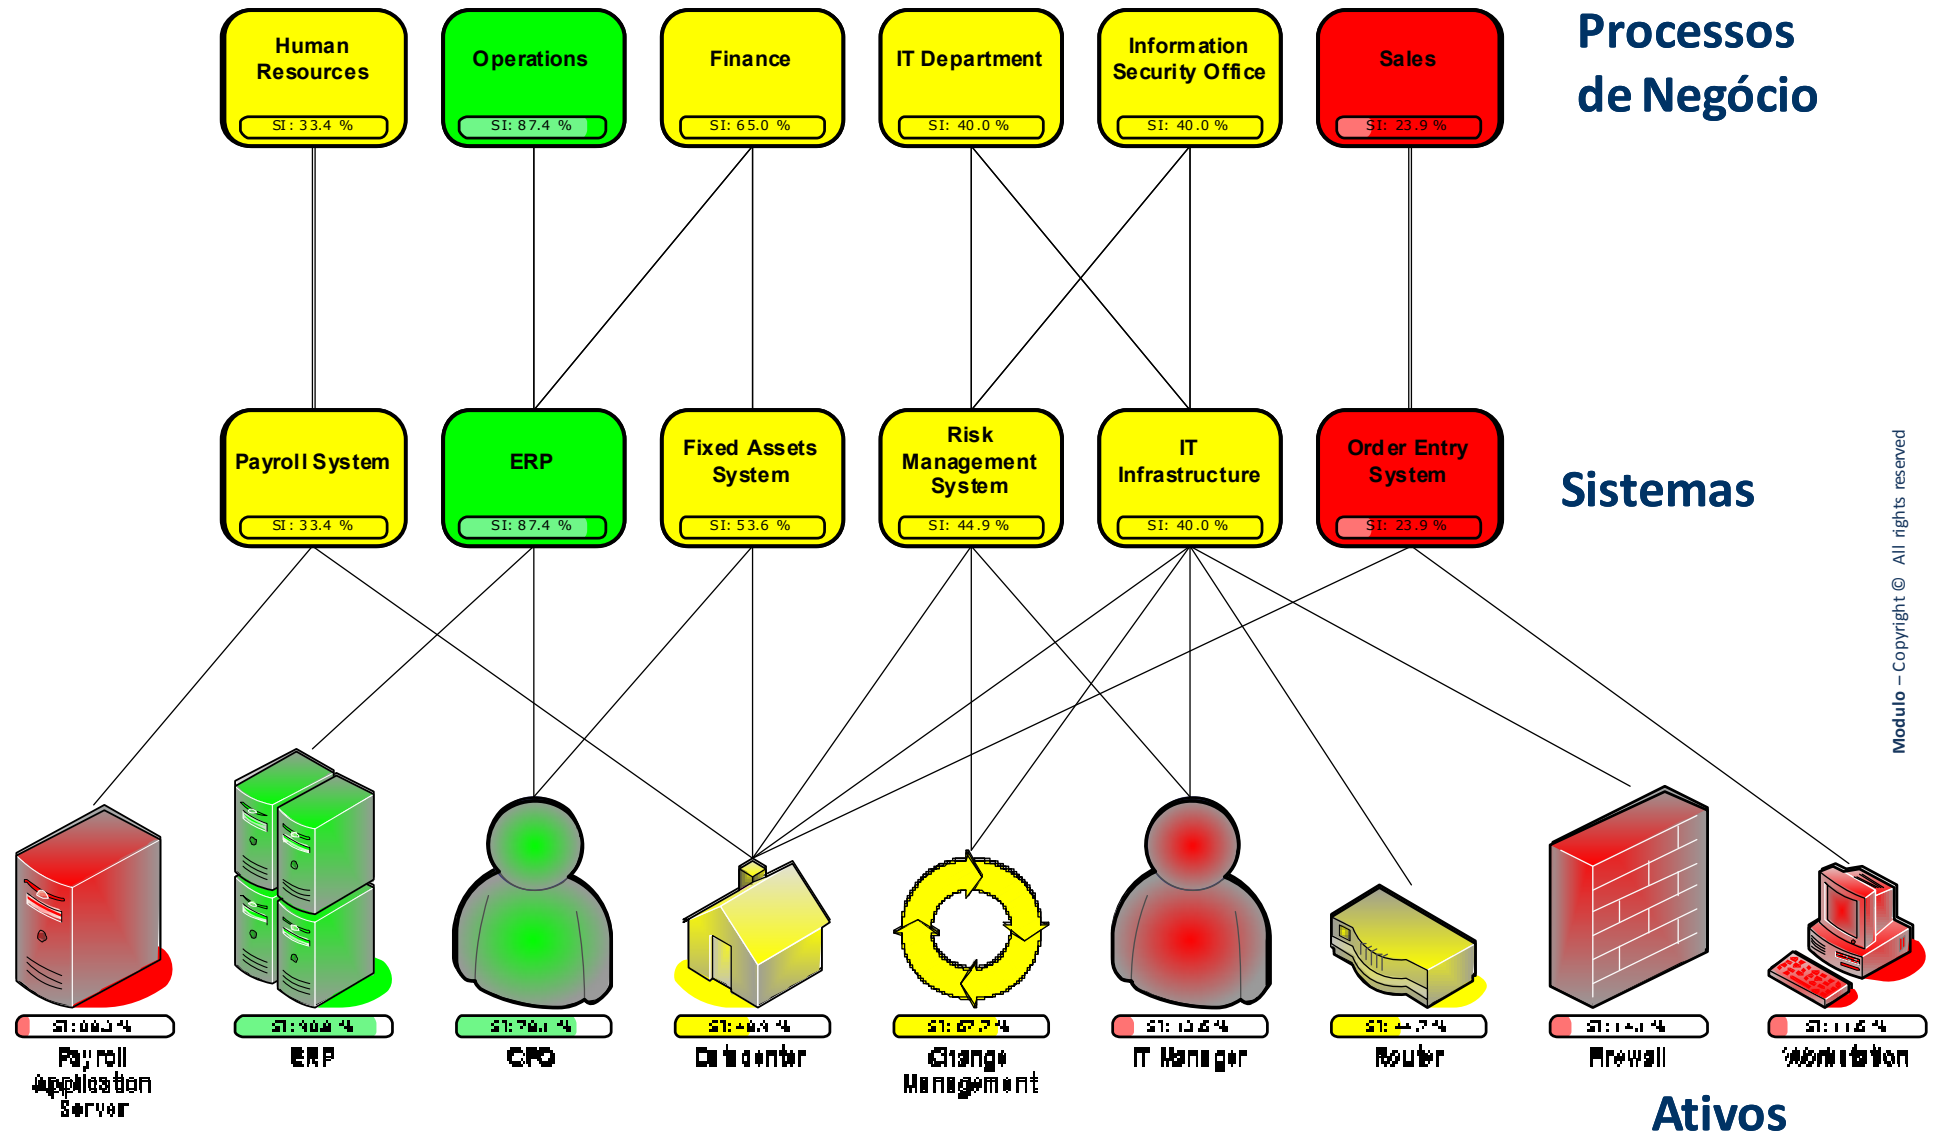 Human
Resources
SI: 33.4 %
Operations
SI: 87.4 %
Finance
SI: 65.0 %
IT Department
SI: 40.0 %
Information
Security Office
SI: 40.0 %
Sales
SI: 23.9 %
Processos
de Negócio
Payroll System
SI: 33.4 %
ERP
SI: 87.4 %
Fixed Assets
System
SI: 53.6 %
Risk
Management
System
SI: 44.9 %
IT
Infrastructure
SI: 40.0 %
Order Entry
System
SI: 23.9 %
Sistemas
Modulo – Copyright © All rights reserved
Payroll
Application
Server
ERP
Datacenter
Change
Management
IT Manager
Router
Firewall
Workstation
Ativos